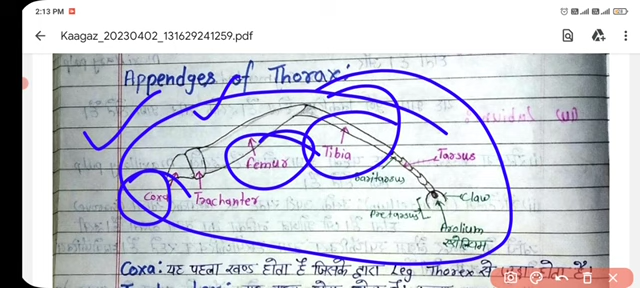 2:13 PM
Kaagaz_20230402_131629241259.pdf
Appendges of Thorax:
Femur
Tibia
Tarsus
Basitarsus
Coxa
Trachanter
Claw
Pretarsus
Arolium
Coxa: यह पहला खण्ड होता है जिसके द्वारा Leg Thorex से जुड़ा होता है।